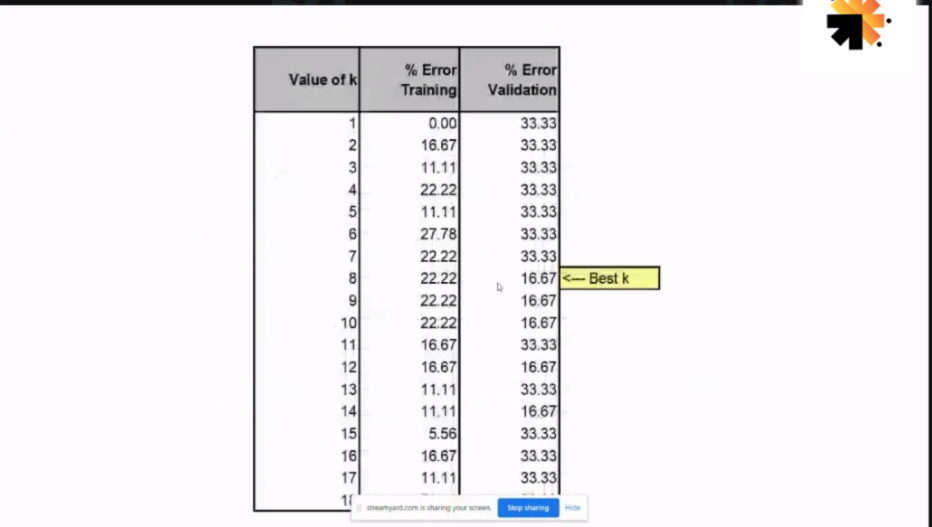 Value of k % Error Training % Error Validation
1 0.00 33.33
2 16.67 33.33
3 11.11 33.33
4 22.22 33.33
5 11.11 33.33
6 27.78 33.33
7 22.22 33.33
8 22.22 16.67 <--- Best k
9 22.22 16.67
10 22.22 16.67
11 16.67 33.33
12 16.67 16.67
13 11.11 33.33
14 11.11 16.67
15 5.56 33.33
16 16.67 33.33
17 11.11 33.33
streamyard.com is sharing your screen. Stop sharing Hide